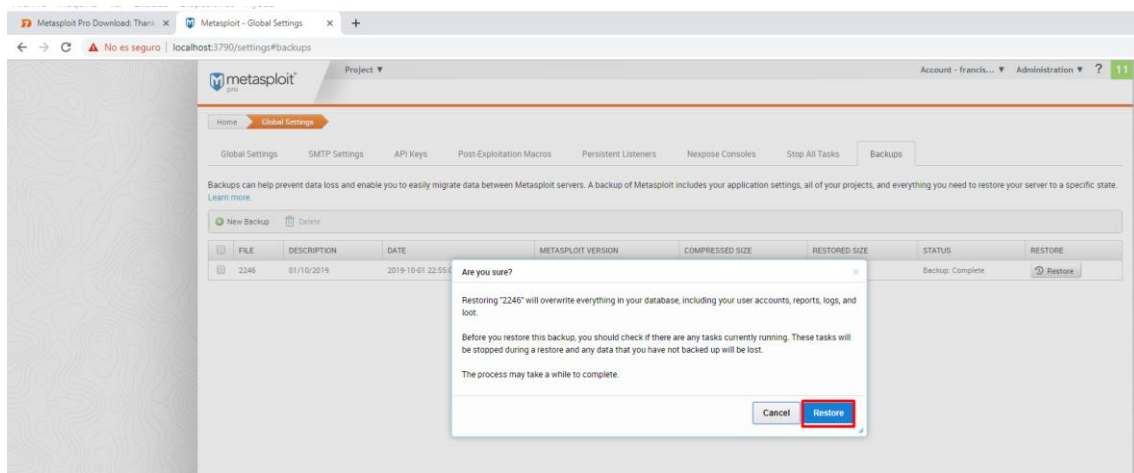 Metasploit Pro Download: Thank
Metasploit - Global Settings
No es seguro | localhost:3790/settings#backups
metasploit®
pro
Project
Account - francis...
Administration
?
11
Home
Global Settings
Global Settings
SMTP Settings
API Keys
Post-Exploitation Macros
Persistent Listeners
Nexpose Consoles
Stop All Tasks
Backups
Backups can help prevent data loss and enable you to easily migrate data between Metasploit servers. A backup of Metasploit includes your application settings, all of your projects, and everything you need to restore your server to a specific state.
Learn more.
New Backup
Delete
FILE DESCRIPTION DATE METASPLOIT VERSION COMPRESSED SIZE RESTORED SIZE STATUS RESTORE
2246 01/10/2019 2019-10-01 22:55:0 Backup: Complete Restore
Are you sure?
Restoring "2246" will overwrite everything in your database, including your user accounts, reports, logs, and
loot.
Before you restore this backup, you should check if there are any tasks currently running. These tasks will
be stopped during a restore and any data that you have not backed up will be lost.
The process may take a while to complete.
Cancel
Restore